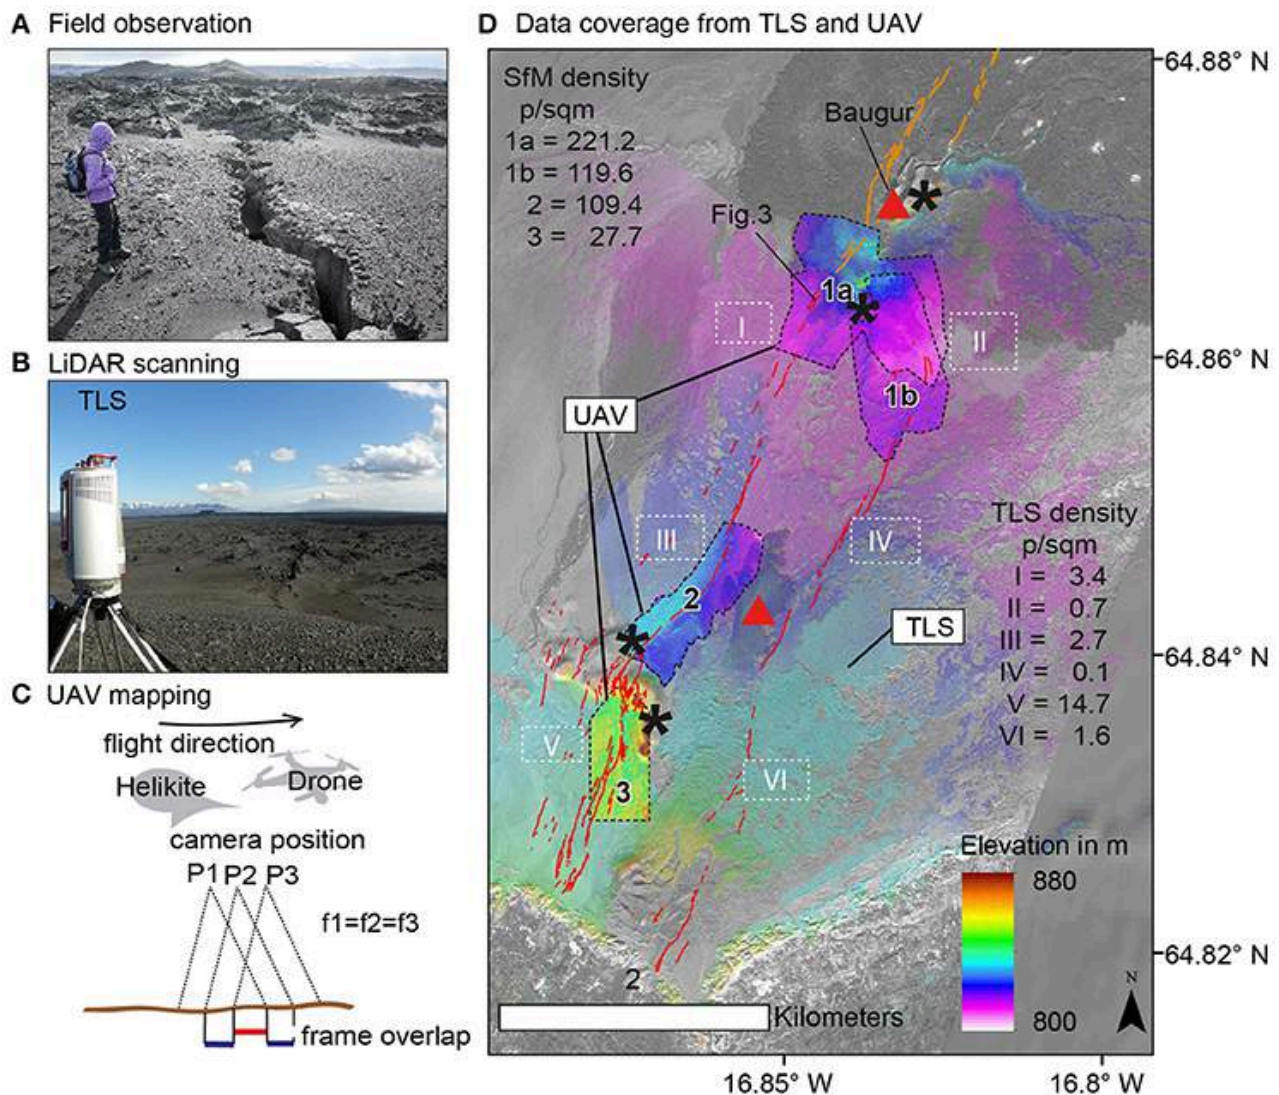 A Field observation
B LiDAR scanning
TLS
C UAV mapping
flight direction
Helikite
Drone
camera position
P1 P2 P3
f1=f2=f3
frame overlap
D Data coverage from TLS and UAV
SfM density
p/sqm
1a = 221.2
1b = 119.6
2 = 109.4
3 = 27.7
Baugur
Fig.3
1a
I
II
UAV
1b
III
IV
2
TLS
V
3
VI
TLS density
p/sqm
I = 3.4
II = 0.7
III = 2.7
IV = 0.1
V = 14.7
VI = 1.6
Elevation in m
880
800
N
2
Kilometers
64.88° N
64.86° N
64.84° N
64.82° N
16.85° W
16.8° W